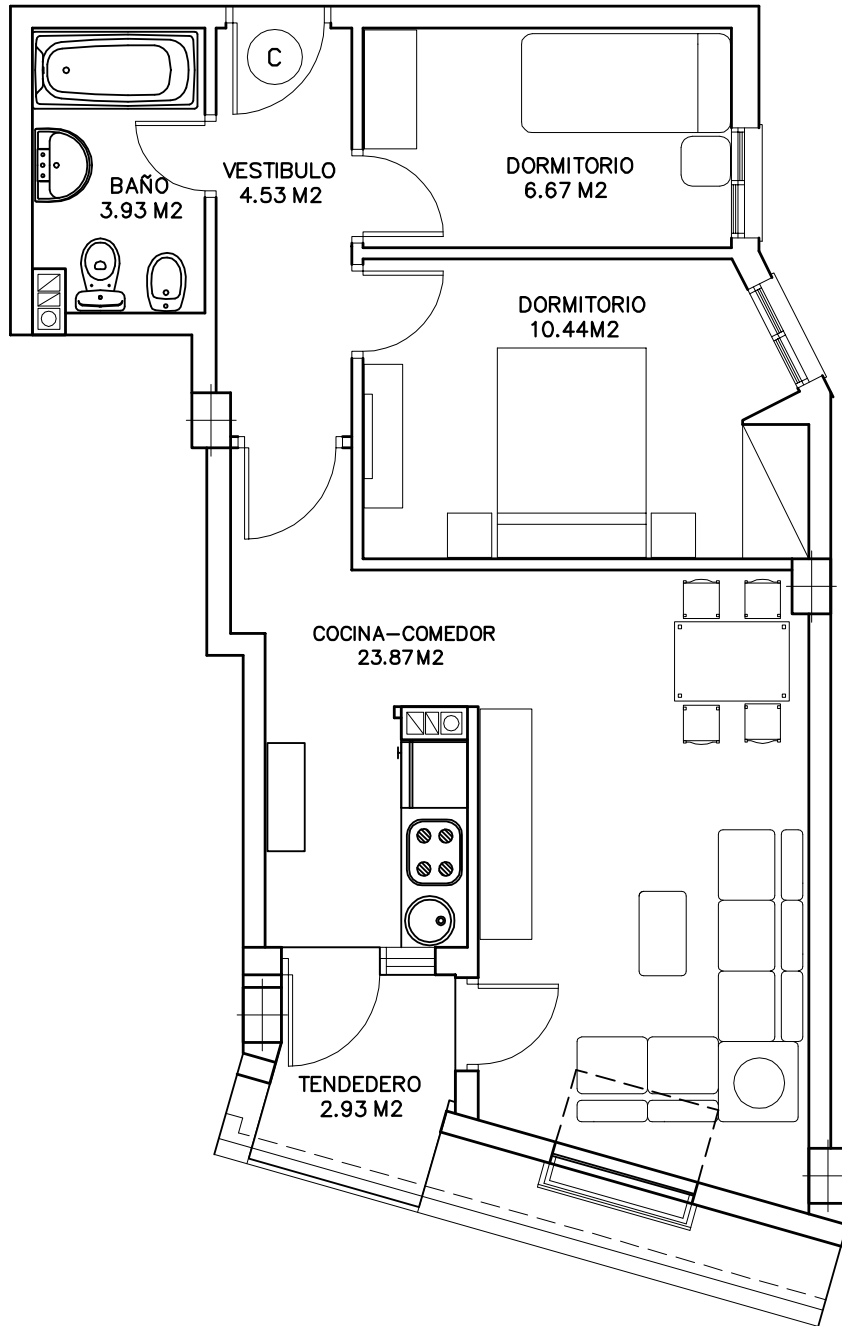 C
VESTIBULO
4.53 M2
DORMITORIO
6.67 M2
BAÑO
3.93 M2
DORMITORIO
10.44M2
COCINA-COMEDOR
23.87M2
TENDEDERO
2.93 M2